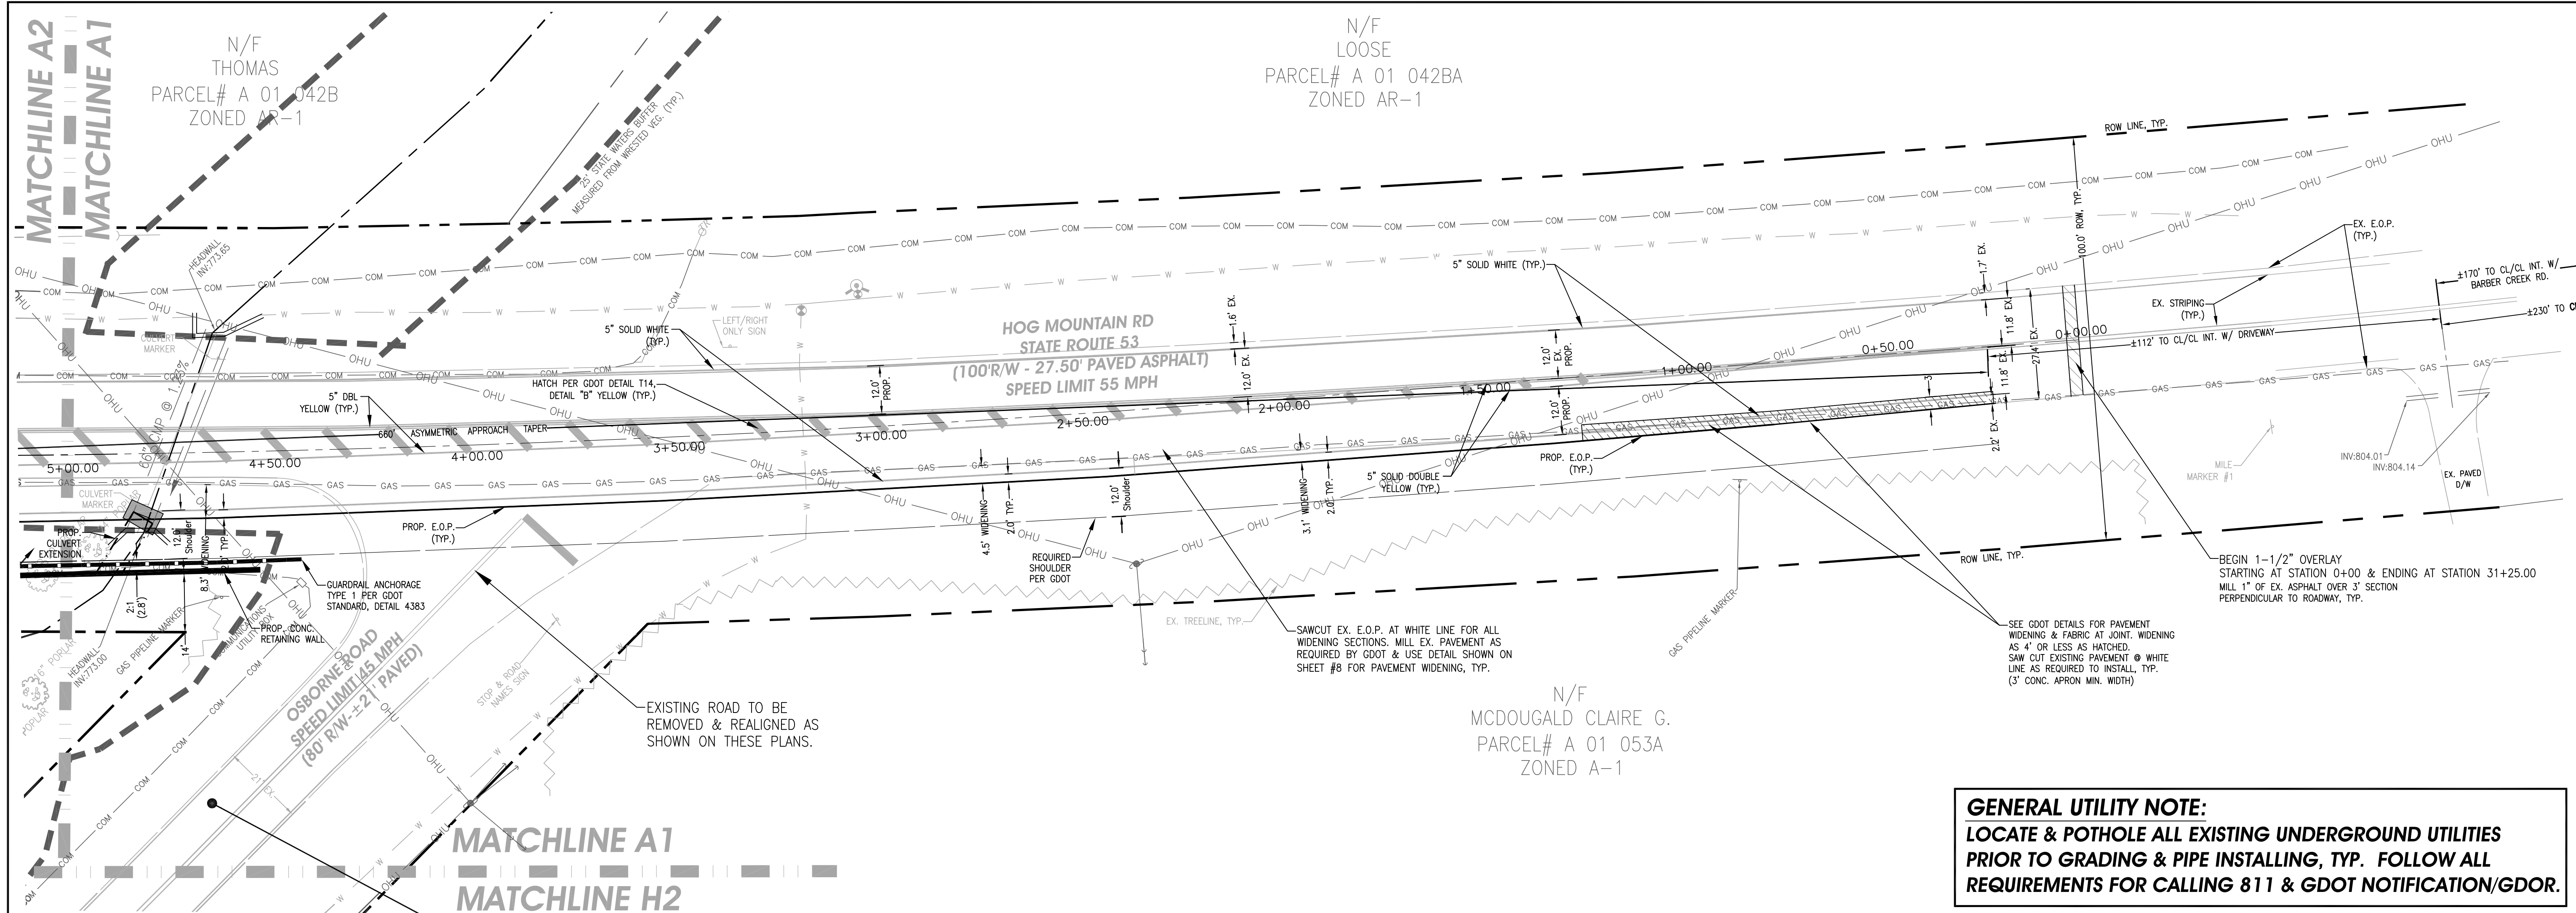 MATCHLINE A2
MATCHLINE A1
N/F
THOMAS
PARCEL# A 01 042B
ZONED AR-1
25' STATE WATERS BUFFER
MEASURED FROM WRESTED VEG. (TYP.)
N/F
LOOSE
PARCEL# A 01 042BA
ZONED AR-1
ROW LINE, TYP.
100.0' ROW, TYP.
EX. E.O.P.
(TYP.)
±170' TO CL/CL INT. W/
BARBER CREEK RD.
EX. STRIPING
(TYP.)
±230' TO
±112' TO CL/CL INT. W/ DRIVEWAY
HEADWALL
INV:773.65
CULVERT
MARKER
66" CMP @ 1.23%
LEFT/RIGHT
ONLY SIGN
5" SOLID WHITE
(TYP.)
5" SOLID WHITE (TYP.)
HOG MOUNTAIN RD
STATE ROUTE 53
(100'R/W - 27.50' PAVED ASPHALT)
SPEED LIMIT 55 MPH
1.6' EX.
12.0' EX.
12.0'
EX.
PROP.
1.7' EX.
11.8' EX.
27.4' EX.
11.8' EX.
3'
2.2' EX.
12.0'
PROP.
12.0'
PROP.
HATCH PER GDOT DETAIL T14,
DETAIL "B" YELLOW (TYP.)
5" DBL
YELLOW (TYP.)
660' ASYMMETRIC APPROACH TAPER
5+00.00
4+50.00
4+00.00
3+50.00
3+00.00
2+50.00
2+00.00
1+50.00
1+00.00
0+50.00
0+00.00
CULVERT
MARKER
PROP.
CULVERT
EXTENSION
12.0'
Shoulder
8.3' WIDENING
2.0' TYP.
2:1
(2.8')
14'
PROP. E.O.P.
(TYP.)
4.5' WIDENING
2.0' TYP.
12.0'
Shoulder
3.1' WIDENING
2.0' TYP.
5" SOLID DOUBLE
YELLOW (TYP.)
PROP. E.O.P.
(TYP.)
REQUIRED
SHOULDER
PER GDOT
GUARDRAIL ANCHORAGE
TYPE 1 PER GDOT
STANDARD, DETAIL 4383
PROP. CONC.
RETAINING WALL
COMMUNICATIONS
UTILITY BOX
GAS PIPELINE MARKER
HEADWALL
INV:773.00
6" POPLAR
POPLAR
OSBORNE ROAD
SPEED LIMIT 45 MPH
(80' R/W-±21' PAVED)
21' EX.
STOP & ROAD
NAMES SIGN
EXISTING ROAD TO BE
REMOVED & REALIGNED AS
SHOWN ON THESE PLANS.
EX. TREELINE, TYP.
SAWCUT EX. E.O.P. AT WHITE LINE FOR ALL
WIDENING SECTIONS. MILL EX. PAVEMENT AS
REQUIRED BY GDOT & USE DETAIL SHOWN ON
SHEET #8 FOR PAVEMENT WIDENING, TYP.
GAS PIPELINE MARKER
ROW LINE, TYP.
MILE
MARKER #1
INV:804.01
INV:804.14
EX. PAVED
D/W
BEGIN 1-1/2" OVERLAY
STARTING AT STATION 0+00 & ENDING AT STATION 31+25.00
MILL 1" OF EX. ASPHALT OVER 3' SECTION
PERPENDICULAR TO ROADWAY, TYP.
SEE GDOT DETAILS FOR PAVEMENT
WIDENING & FABRIC AT JOINT. WIDENING
AS 4' OR LESS AS HATCHED.
SAW CUT EXISTING PAVEMENT @ WHITE
LINE AS REQUIRED TO INSTALL, TYP.
(3' CONC. APRON MIN. WIDTH)
N/F
MCDOUGALD CLAIRE G.
PARCEL# A 01 053A
ZONED A-1
MATCHLINE A1
MATCHLINE H2
GENERAL UTILITY NOTE:
LOCATE & POTHOLE ALL EXISTING UNDERGROUND UTILITIES
PRIOR TO GRADING & PIPE INSTALLING, TYP. FOLLOW ALL
REQUIREMENTS FOR CALLING 811 & GDOT NOTIFICATION/GDOR.